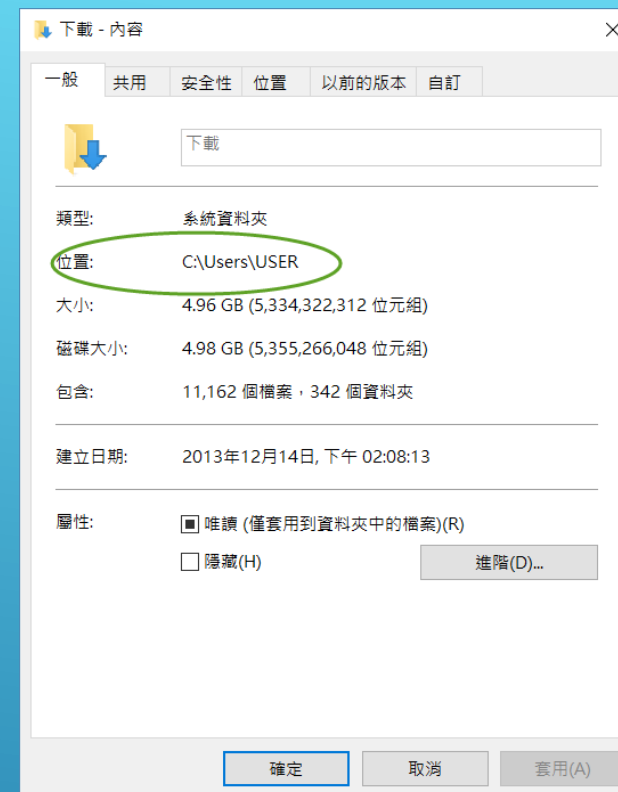 下載 - 內容
一般 共用 安全性 位置 以前的版本 自訂
下載
類型: 系統資料夾
位置: C:\Users\USER
大小: 4.96 GB (5,334,322,312 位元組)
磁碟大小: 4.98 GB (5,355,266,048 位元組)
包含: 11,162 個檔案，342 個資料夾
建立日期: 2013年12月14日, 下午 02:08:13
屬性: 唯讀 (僅套用到資料夾中的檔案)(R)
隱藏(H) 進階(D)...
確定 取消 套用(A)